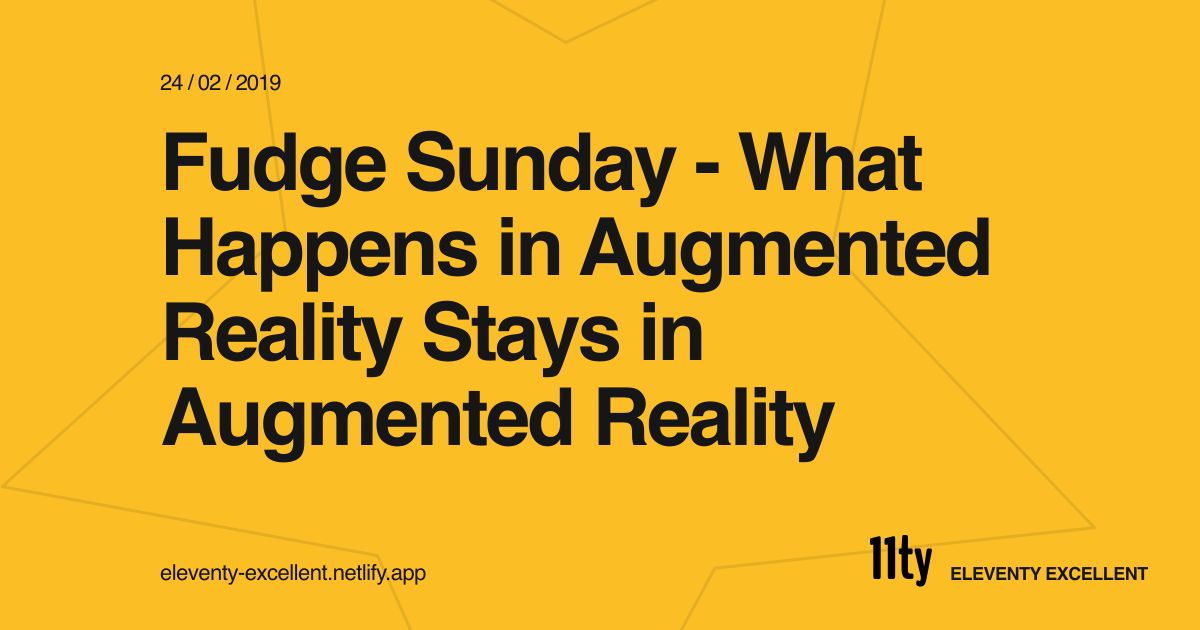 24 / 02 / 2019
Fudge Sunday - What
Happens in Augmented
Reality Stays in
Augmented Reality
eleventy-excellent.netlify.app
11ty
ELEVENTY EXCELLENT